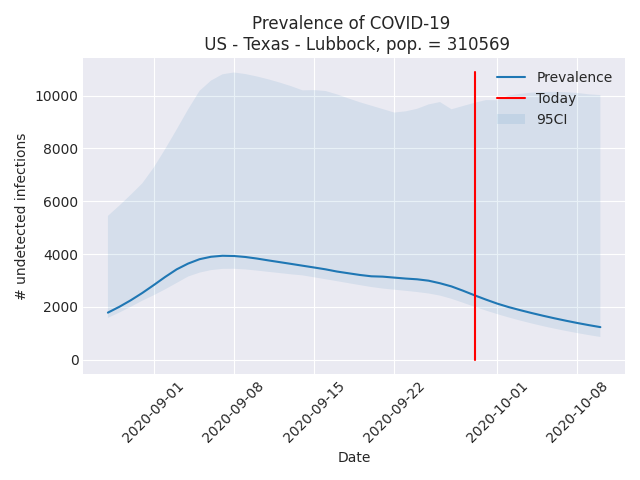 Prevalence of COVID-19
US - Texas - Lubbock, pop. = 310569
Prevalence
Today
95CI
10000
8000
6000
4000
2000
0
# undetected infections
2020-09-01
2020-09-08
2020-09-15
2020-09-22
2020-10-01
2020-10-08
Date